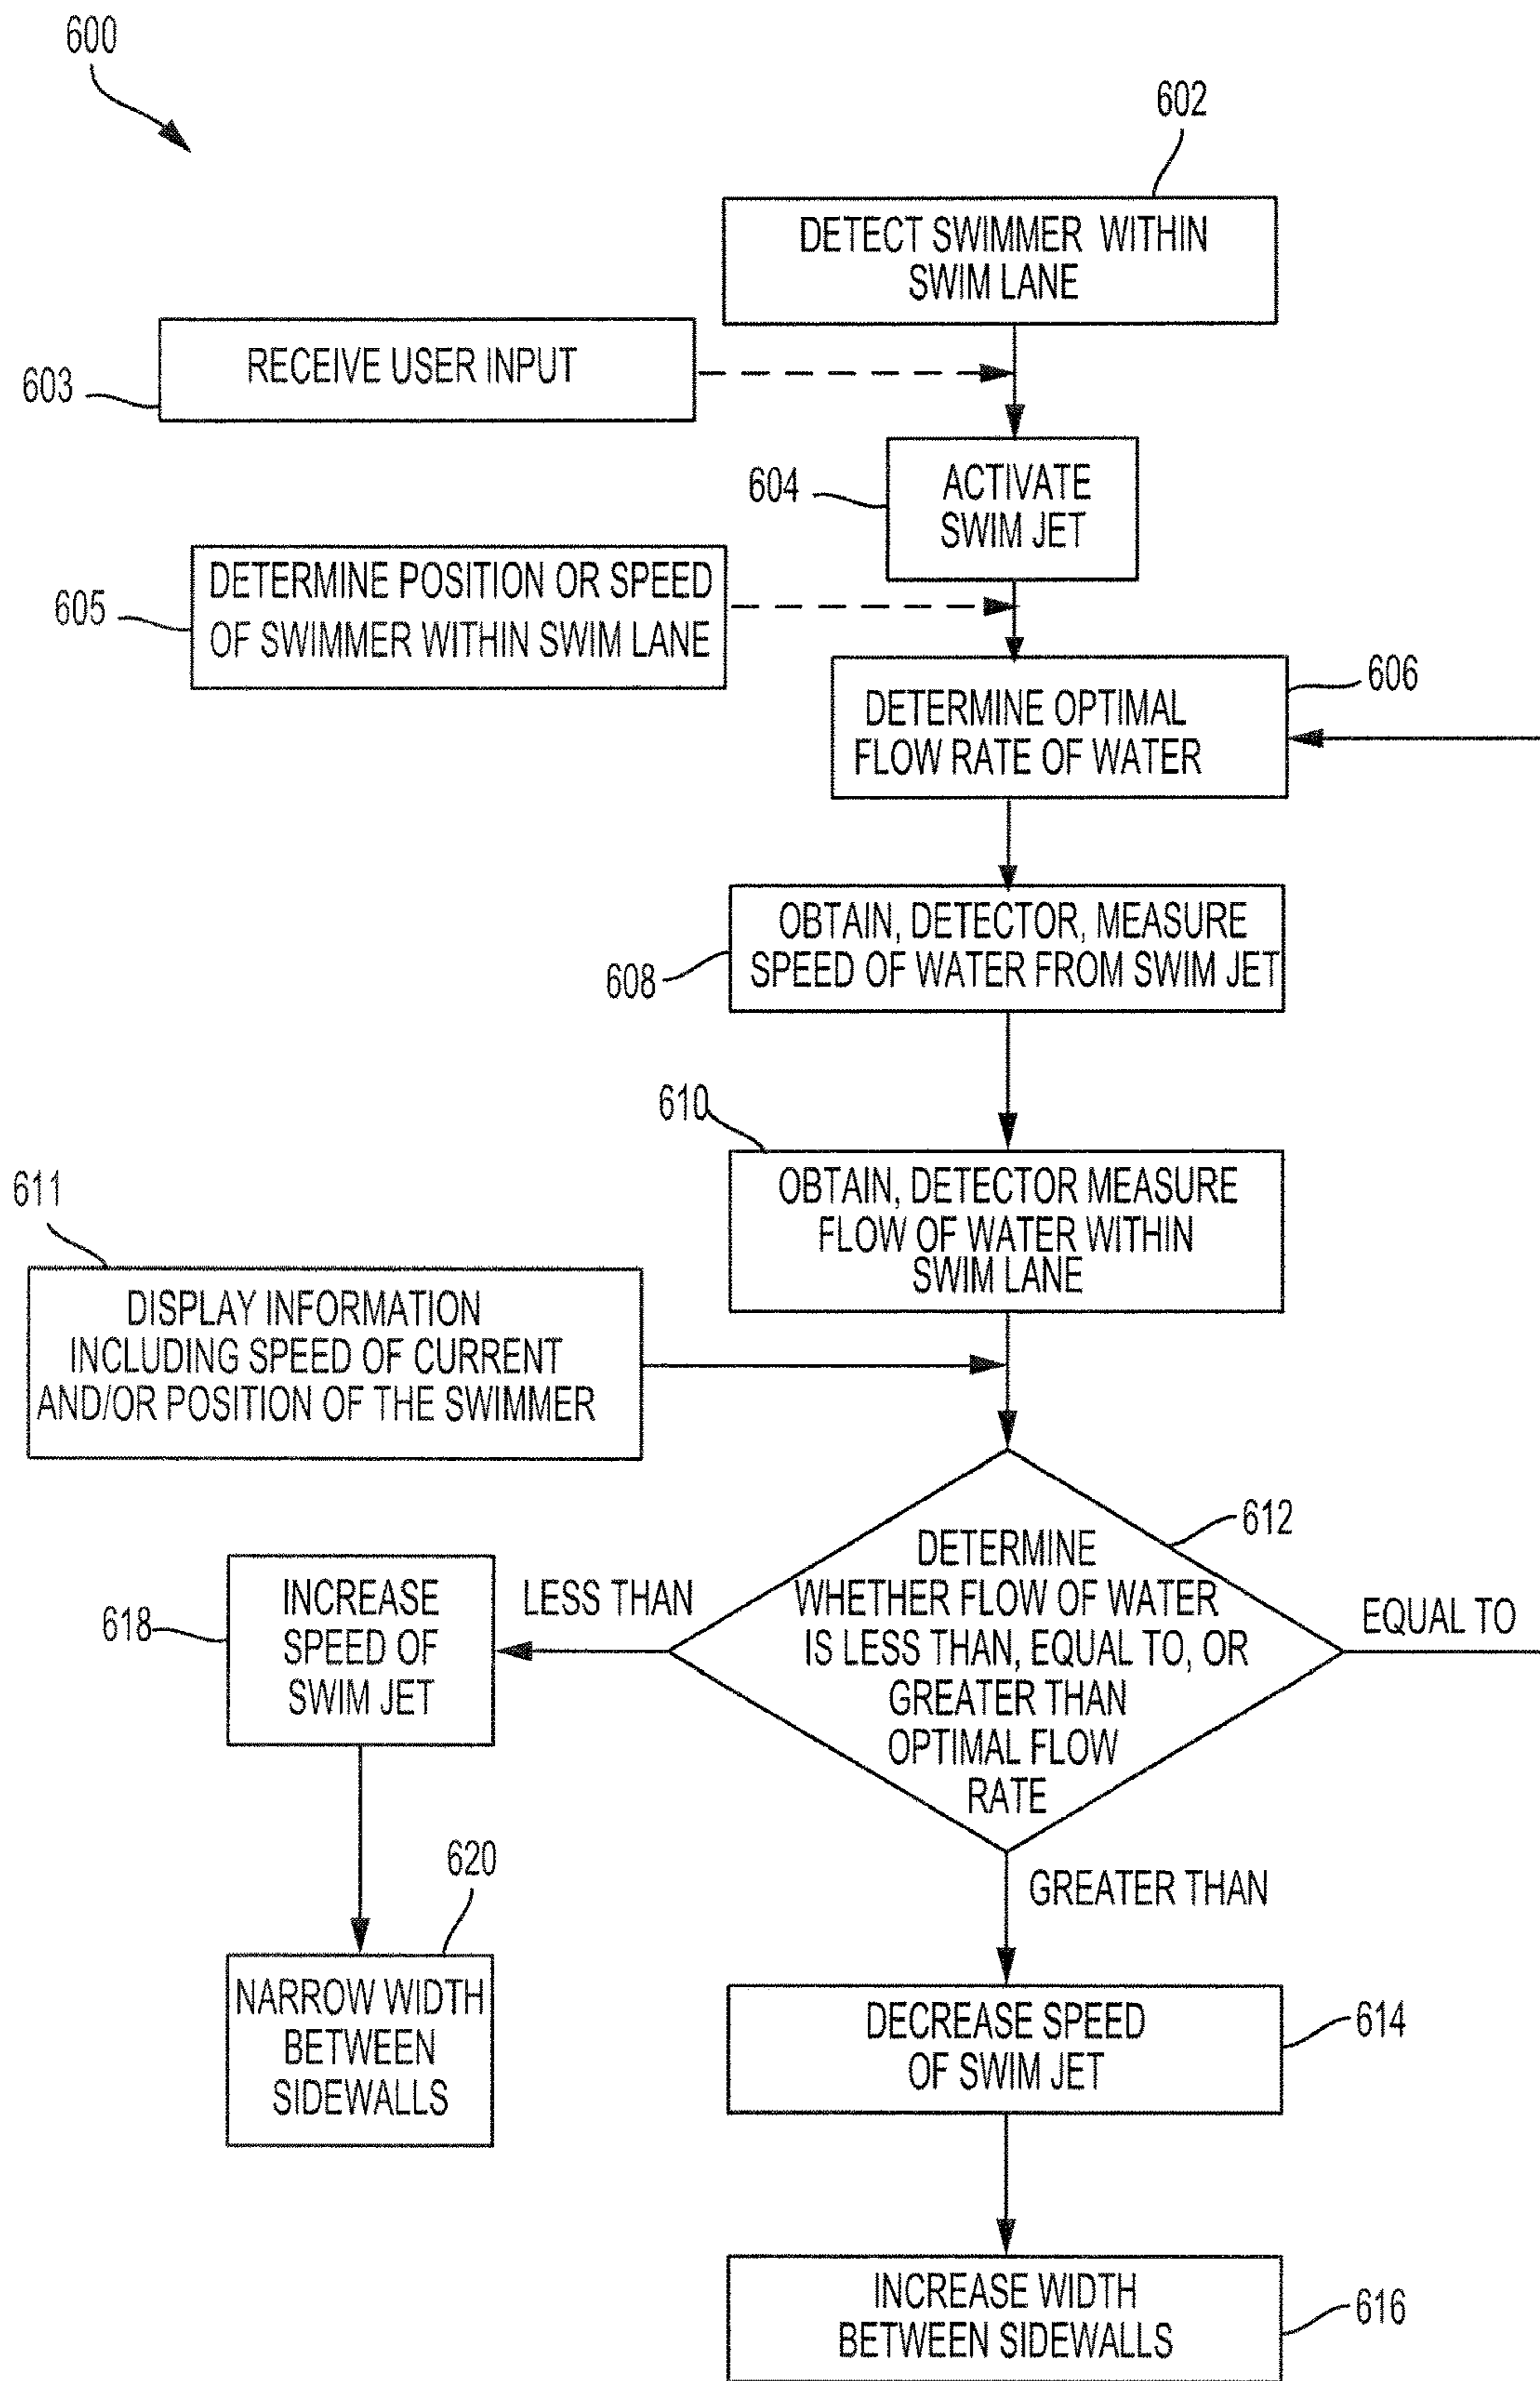 600
602
DETECT SWIMMER WITHIN
SWIM LANE
RECEIVE USER INPUT
603
604
ACTIVATE
SWIM JET
605
DETERMINE POSITION OR SPEED
OF SWIMMER WITHIN SWIM LANE
606
DETERMINE OPTIMAL
FLOW RATE OF WATER
OBTAIN, DETECTOR, MEASURE
SPEED OF WATER FROM SWIM JET
608
610
OBTAIN, DETECTOR MEASURE
FLOW OF WATER WITHIN
SWIM LANE
611
DISPLAY INFORMATION
INCLUDING SPEED OF CURRENT
AND/OR POSITION OF THE SWIMMER
612
DETERMINE
WHETHER FLOW OF WATER
IS LESS THAN, EQUAL TO, OR
GREATER THAN
OPTIMAL FLOW
RATE
LESS THAN
EQUAL TO
618
INCREASE
SPEED OF
SWIM JET
GREATER THAN
620
NARROW WIDTH
BETWEEN
SIDEWALLS
DECREASE SPEED
OF SWIM JET
614
INCREASE WIDTH
BETWEEN SIDEWALLS
616